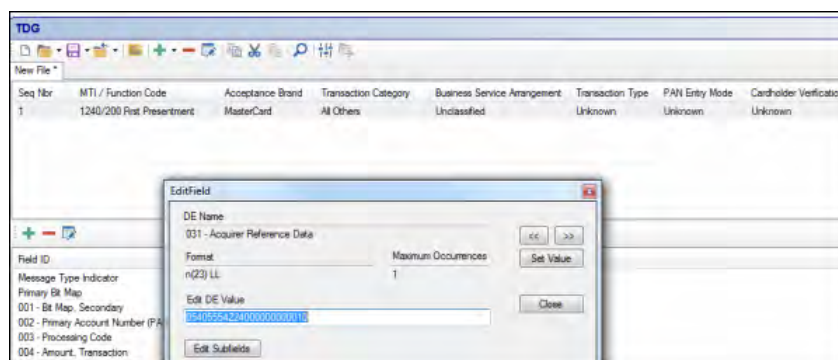 TDG
New File *
Seq Nbr MTI / Function Code Acceptance Brand Transaction Category Business Service Arrangement Transaction Type PAN Entry Mode Cardholder Verificatio
1 1240/200 First Presentment MasterCard All Others Unclassified Unknown Unknown Unknown
EditField
DE Name
031 - Acquirer Reference Data
<< >>
Format Maximum Occurrences Set Value
n(23) LL 1
Edit DE Value Close
05405554224000000000010
Edit Subfields
Field ID
Message Type Indicator
Primary Bit Map
001 - Bit Map, Secondary
002 - Primary Account Number (PA
003 - Processing Code
004 - Amount, Transaction